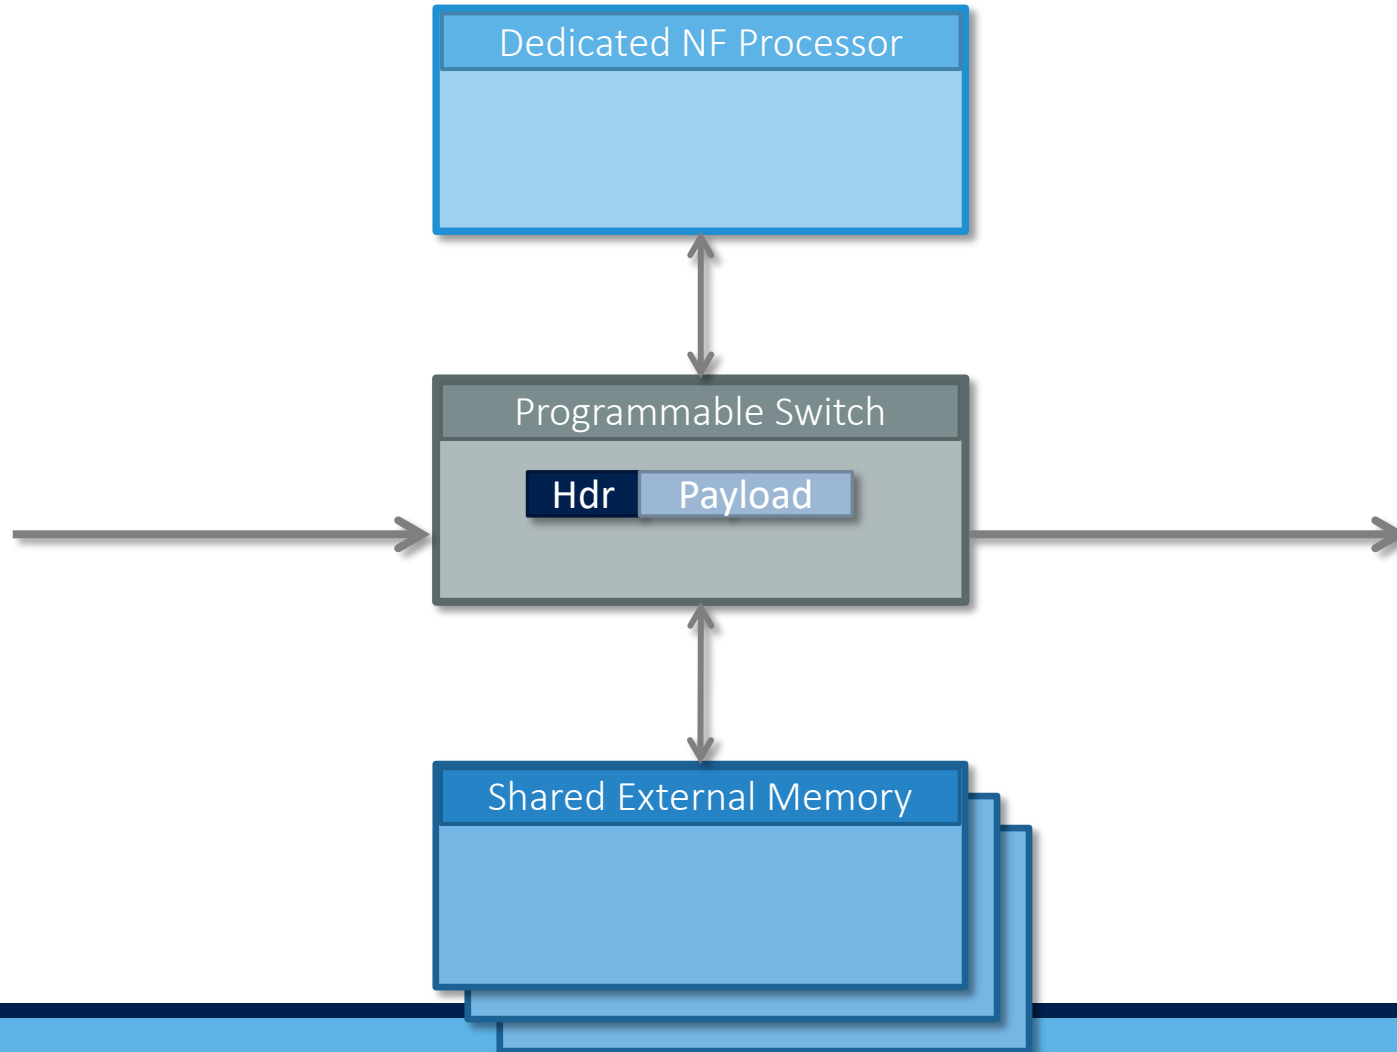 Dedicated NF Processor
Programmable Switch
Hdr Payload
Shared External Memory